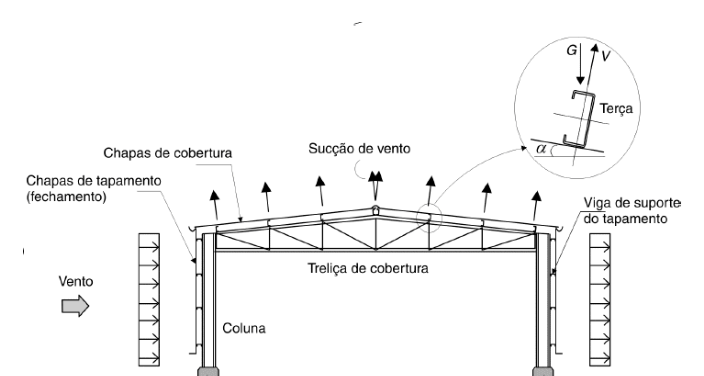 G
V
Terça
α
Chapas de cobertura
Sucção de vento
Chapas de tapamento
(fechamento)
Viga de suporte
do tapamento
Treliça de cobertura
Vento
Coluna